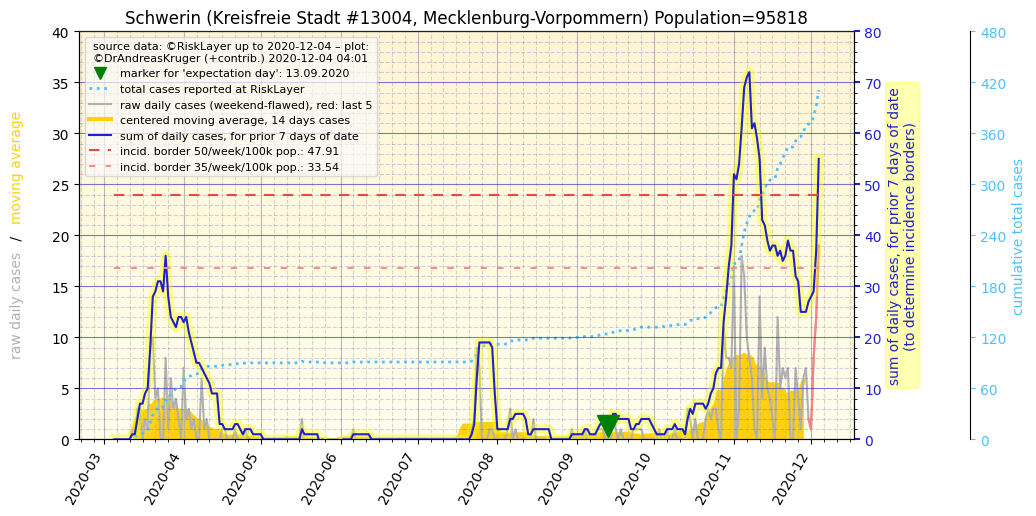 Schwerin (Kreisfreie Stadt #13004, Mecklenburg-Vorpommern) Population=95818
source data: ©RiskLayer up to 2020-12-04 – plot:
©DrAndreasKruger (+contrib.) 2020-12-04 04:01
marker for 'expectation day': 13.09.2020
total cases reported at RiskLayer
raw daily cases (weekend-flawed), red: last 5
centered moving average, 14 days cases
sum of daily cases, for prior 7 days of date
incid. border 50/week/100k pop.: 47.91
incid. border 35/week/100k pop.: 33.54
raw daily cases / moving average
40
35
30
25
20
15
10
5
0
80
70
60
50
40
30
20
10
0
sum of daily cases, for prior 7 days of date
(to determine incidence borders)
480
420
360
300
240
180
120
60
0
cumulative total cases
2020-03
2020-04
2020-05
2020-06
2020-07
2020-08
2020-09
2020-10
2020-11
2020-12